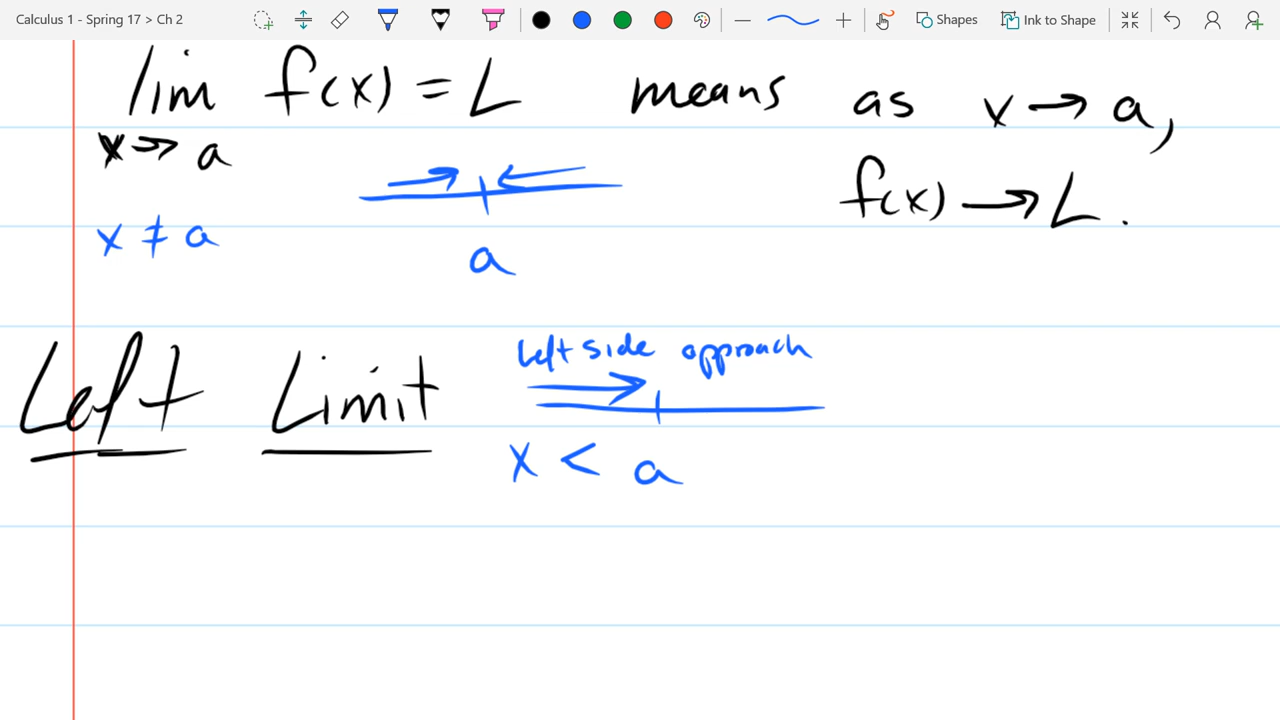 Calculus 1 - Spring 17 > Ch 2
Shapes
Ink to Shape
lim f(x) = L means as x → a,
x → a
f(x) → L.
x ≠ a
a
Left Limit
Left side approach
x < a